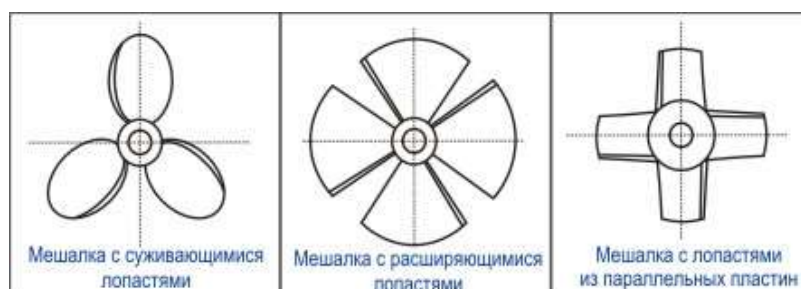 Мешалка с суживающимися
лопастями
Мешалка с расширяющимися
лопастями
Мешалка с лопастями
из параллельных пластин